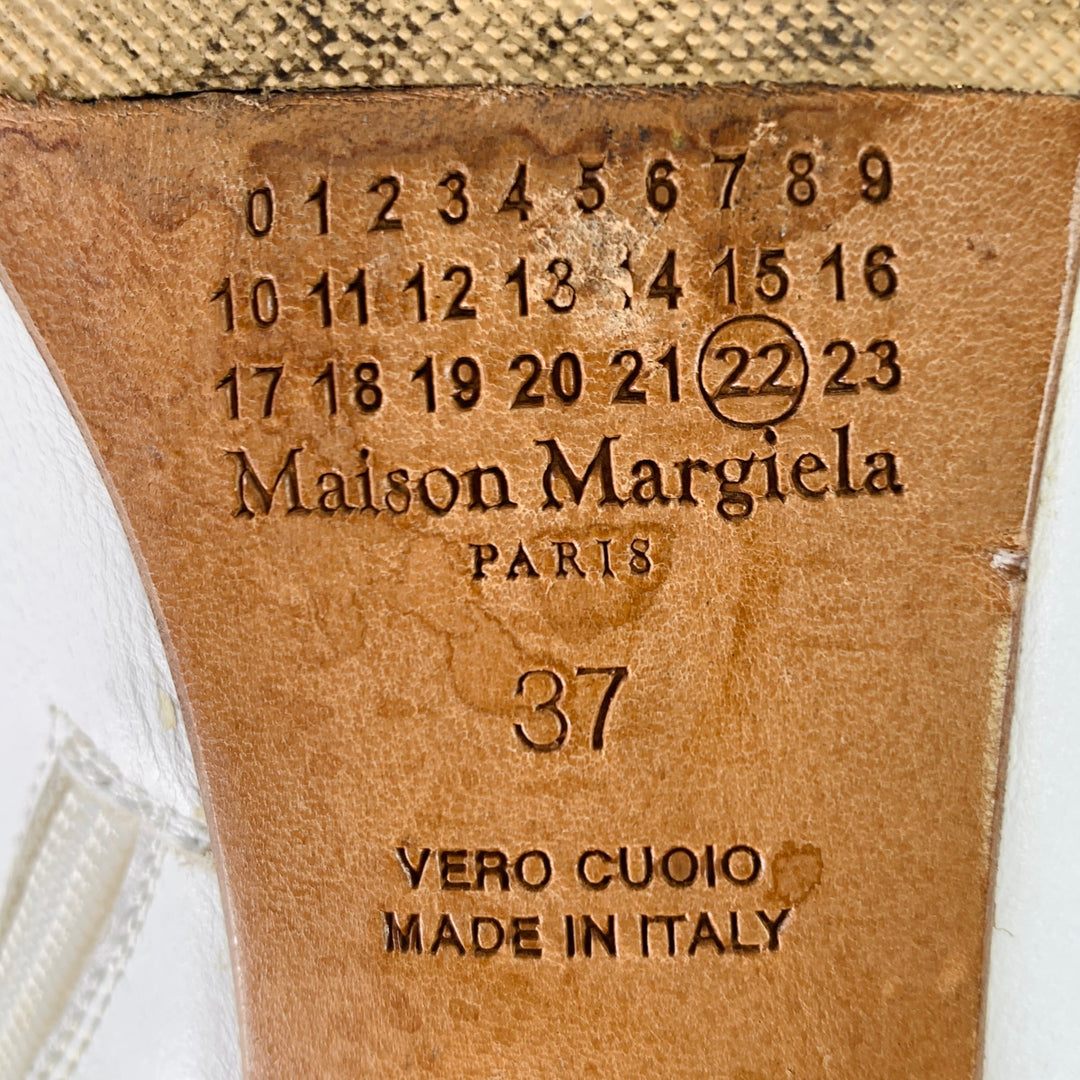 0 1 2 3 4 5 6 7 8 9
10 11 12 13 14 15 16
17 18 19 20 21 22 23
Maison Margiela
PARIS
37
VERO CUOIO
MADE IN ITALY